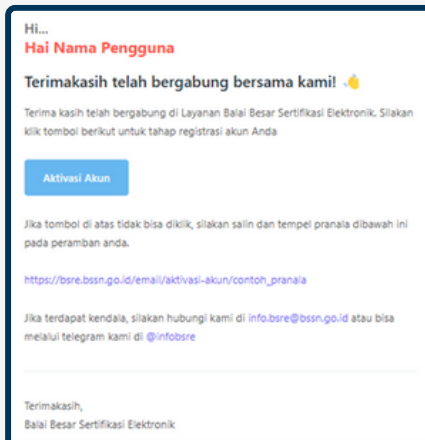 Hi...
Hai Nama Pengguna
Terimakasih telah bergabung bersama kami! 👋
Terima kasih telah bergabung di Layanan Balai Besar Sertifikasi Elektronik. Silakan
klik tombol berikut untuk tahap registrasi akun Anda
Aktivasi Akun
Jika tombol di atas tidak bisa diklik, silakan salin dan tempel pranala dibawah ini
pada peramban anda.
https://bsre.bssn.go.id/email/aktivasi-akun/contoh_pranala
Jika terdapat kendala, silakan hubungi kami di info.bsre@bssn.go.id atau bisa
melalui telegram kami di @infobsre
Terimakasih,
Balai Besar Sertifikasi Elektronik